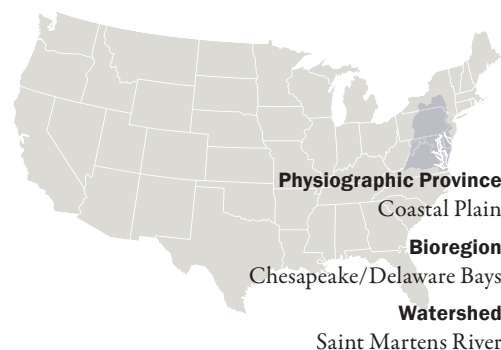 Physiographic Province
Coastal Plain
Bioregion
Chesapeake/Delaware Bays
Watershed
Saint Martens River